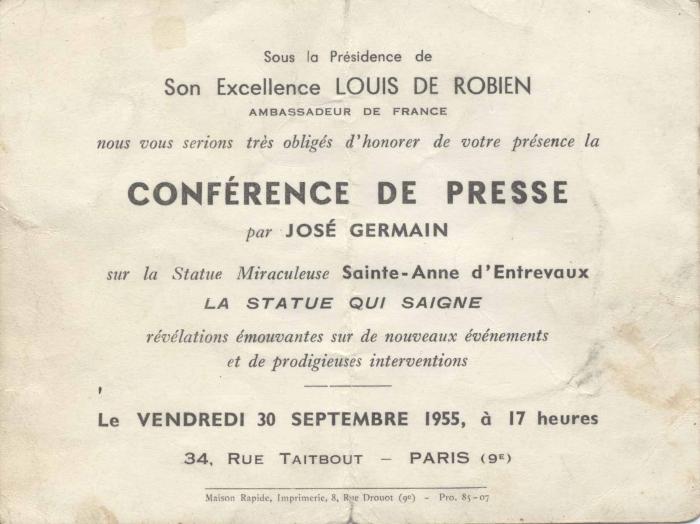 Sous la Présidence de
Son Excellence LOUIS DE ROBIEN
AMBASSADEUR DE FRANCE
nous vous serions très obligés d'honorer de votre présence la
CONFÉRENCE DE PRESSE
par JOSÉ GERMAIN
sur la Statue Miraculeuse Sainte-Anne d'Entrevaux
LA STATUE QUI SAIGNE
révélations émouvantes sur de nouveaux événements
et de prodigieuses interventions
Le VENDREDI 30 SEPTEMBRE 1955, à 17 heures
34, RUE TAITBOUT — PARIS (9E)
Maison Rapide, Imprimerie, 8, Rue Drouot (9e) - Pro. 85-07